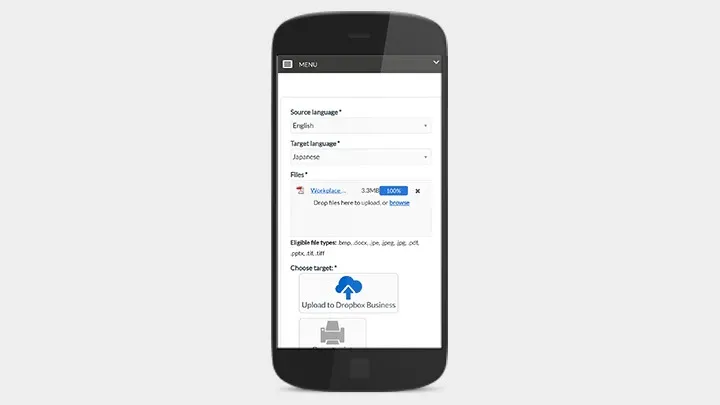 MENU
Source language*
English
Target language*
Japanese
Files*
Workplace ... 3.3MB 100%
Drop files here to upload, or browse
Eligible file types: .bmp, .docx, .jpe, .jpeg, .jpg, .pdf,
.pptx, .tif, .tiff
Choose target: *
Upload to Dropbox Business